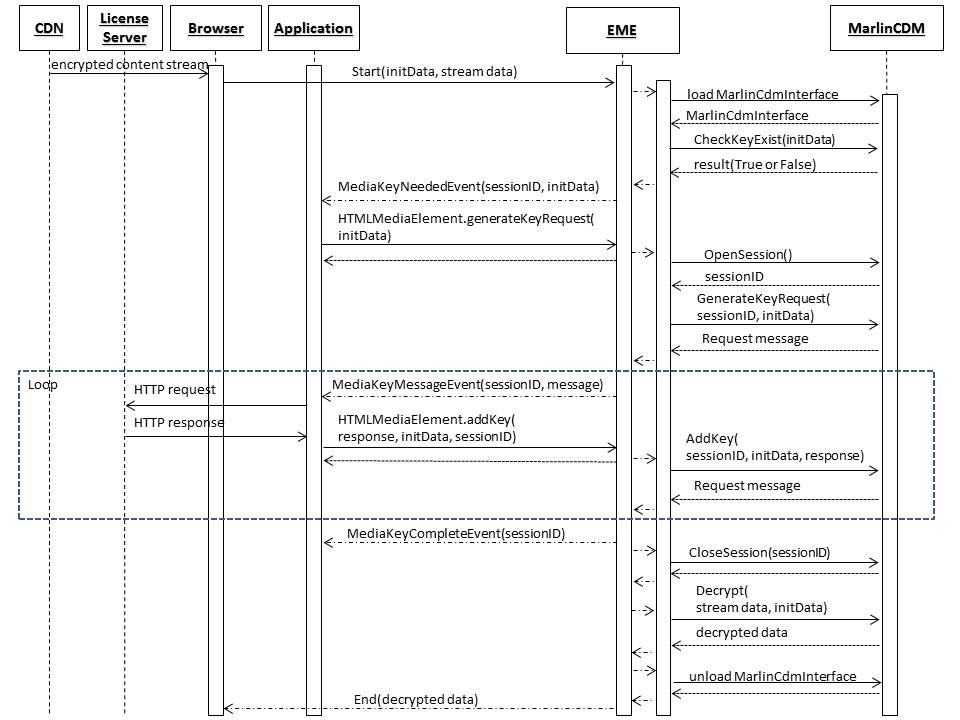 CDN
License
Server
Browser
Application
EME
MarlinCDM
encrypted content stream
Start(initData, stream data)
load MarlinCdmInterface
MarlinCdmInterface
CheckKeyExist(initData)
result(True or False)
MediaKeyNeededEvent(sessionID, initData)
HTMLMediaElement.generateKeyRequest(
initData)
OpenSession()
sessionID
GenerateKeyRequest(
sessionID, initData)
Request message
Loop
MediaKeyMessageEvent(sessionID, message)
HTTP request
HTTP response
HTMLMediaElement.addKey(
response, initData, sessionID)
AddKey(
sessionID, initData, response)
Request message
MediaKeyCompleteEvent(sessionID)
CloseSession(sessionID)
Decrypt(
stream data, initData)
decrypted data
unload MarlinCdmInterface
End(decrypted data)